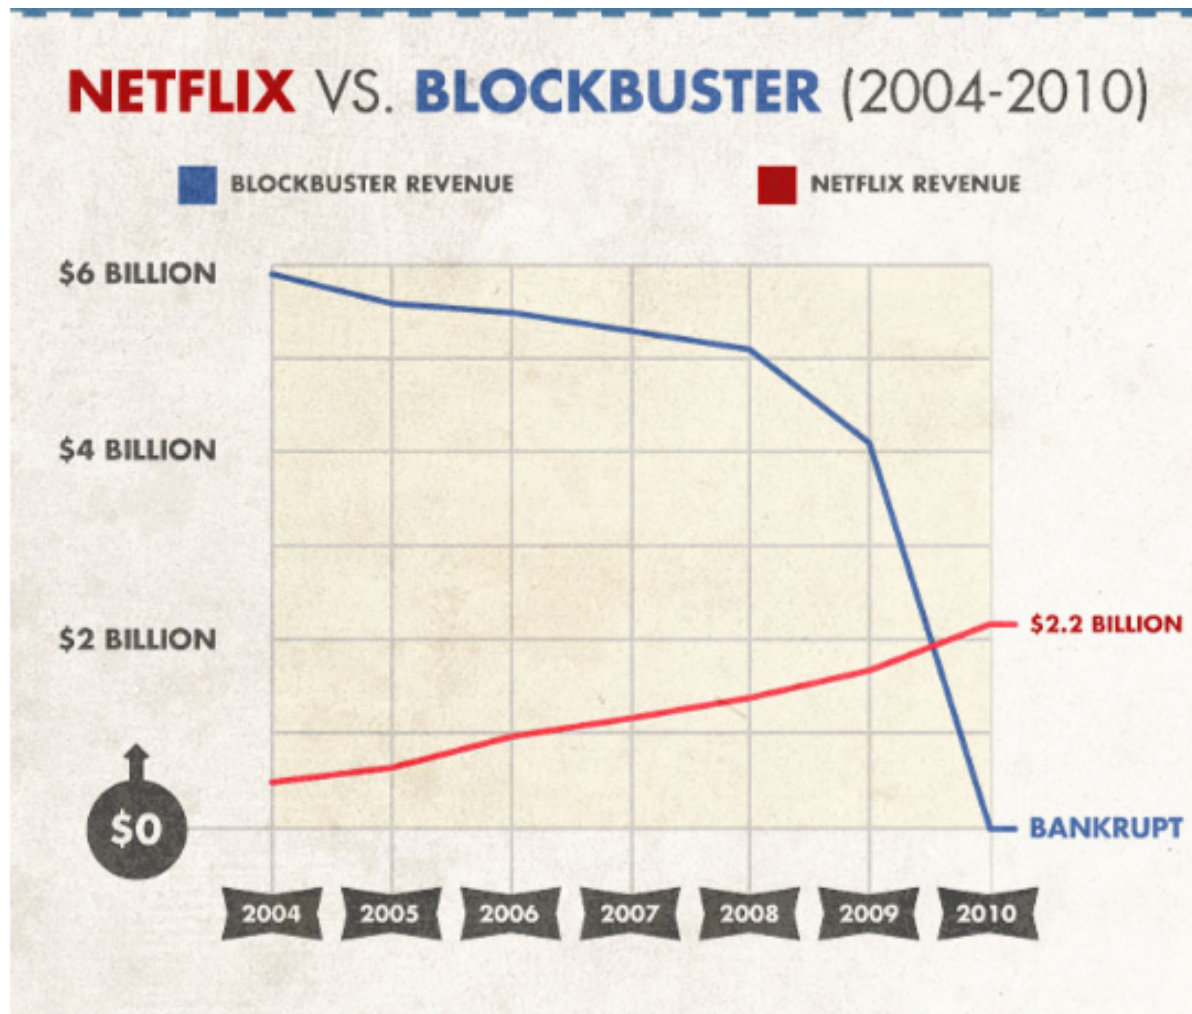 NETFLIX VS. BLOCKBUSTER (2004-2010)
BLOCKBUSTER REVENUE
NETFLIX REVENUE
$6 BILLION
$4 BILLION
$2 BILLION
$2.2 BILLION
$0
BANKRUPT
2004 2005 2006 2007 2008 2009 2010